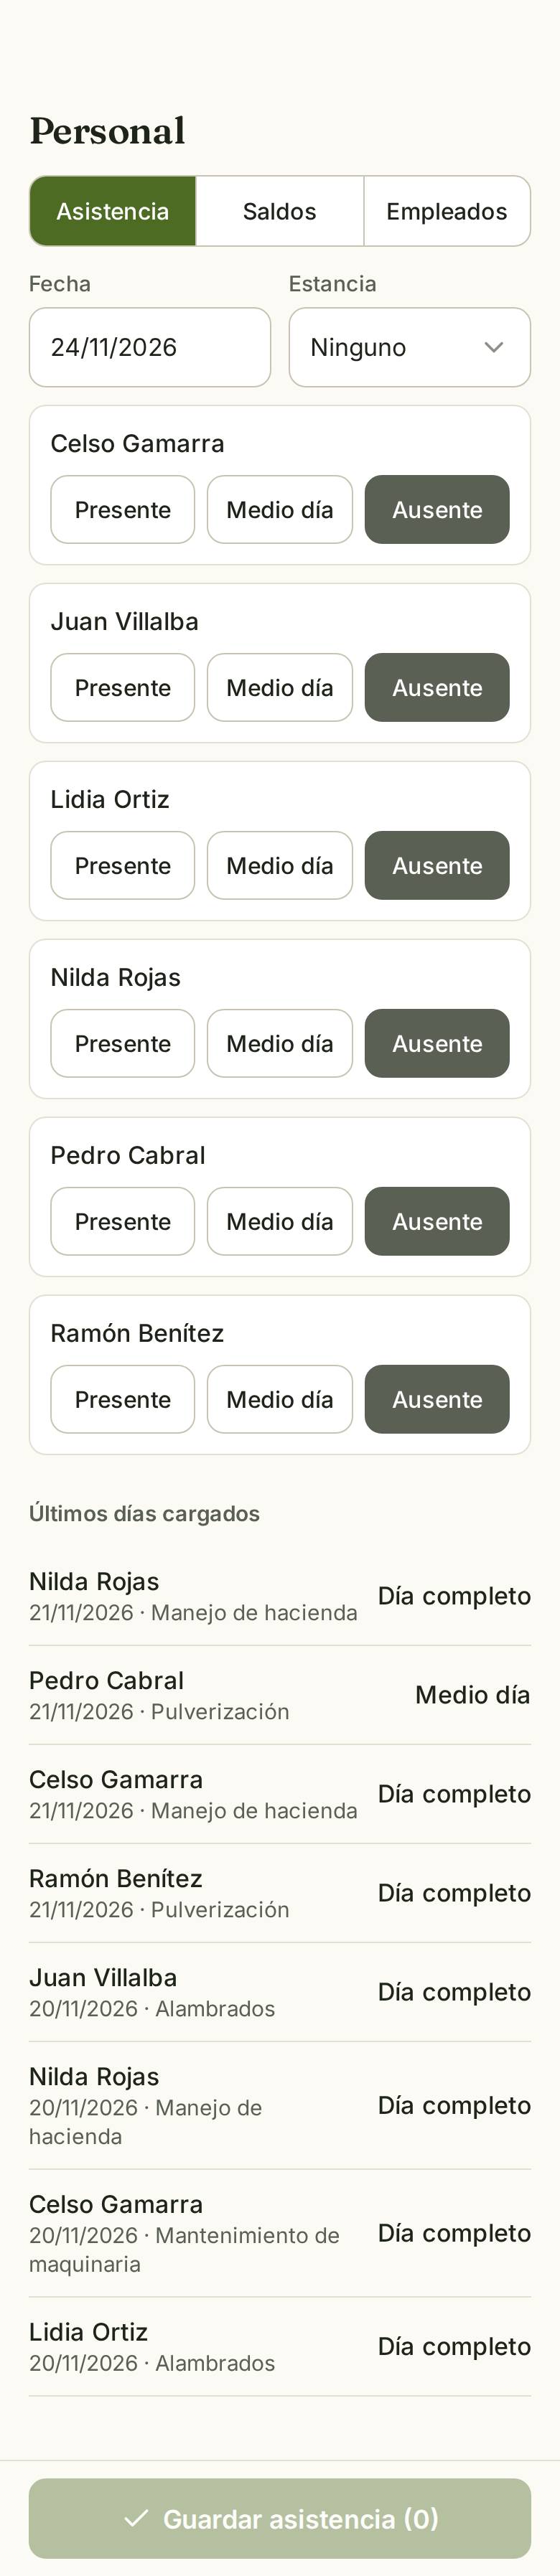 Personal
Asistencia Saldos Empleados
Fecha Estancia
24/11/2026 Ninguno
Celso Gamarra
Presente Medio día Ausente
Juan Villalba
Presente Medio día Ausente
Lidia Ortiz
Presente Medio día Ausente
Nilda Rojas
Presente Medio día Ausente
Pedro Cabral
Presente Medio día Ausente
Ramón Benítez
Presente Medio día Ausente
Últimos días cargados
Nilda Rojas
21/11/2026 · Manejo de hacienda Día completo
Pedro Cabral
21/11/2026 · Pulverización Medio día
Celso Gamarra
21/11/2026 · Manejo de hacienda Día completo
Ramón Benítez
21/11/2026 · Pulverización Día completo
Juan Villalba
20/11/2026 · Alambrados Día completo
Nilda Rojas
20/11/2026 · Manejo de Día completo
hacienda
Celso Gamarra
20/11/2026 · Mantenimiento de Día completo
maquinaria
Lidia Ortiz
20/11/2026 · Alambrados Día completo
Guardar asistencia (0)